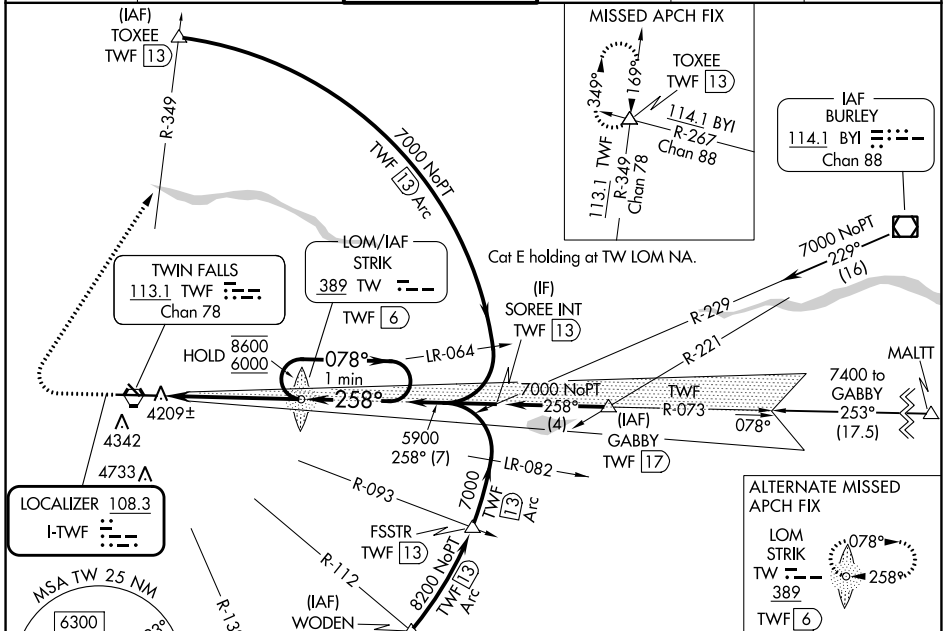 (IAF)
TOXEE
TWF 13
R-349
7000 NoPT
TWF 13 Arc
MISSED APCH FIX
349°
169°
TOXEE
TWF 13
114.1 BYI
R-267
Chan 88
113.1 TWF
R-349
Chan 78
IAF
BURLEY
114.1 BYI
Chan 88
7000 NoPT
229°
(16)
R-229
R-221
Cat E holding at TW LOM NA.
TWIN FALLS
113.1 TWF
Chan 78
LOM/IAF
STRIK
389 TW
TWF 6
(IF)
SOREE INT
TWF 13
HOLD 8600
6000
078°
1 min
258°
LR-064
7000 NoPT
258°
(4)
TWF
R-073
078°
MALTT
7400 to
GABBY
253°
(17.5)
(IAF)
GABBY
TWF 17
5900
258° (7)
4209±
4342
4733
LR-082
R-093
7000
TWF
13
Arc
FSSTR
TWF 13
LOCALIZER 108.3
I-TWF
R-112
8200 NoPT
TWF 13
Arc
(IAF)
WODEN
MSA TW 25 NM
6300
ALTERNATE MISSED
APCH FIX
LOM
STRIK
TW
389
TWF 6
078°
258°